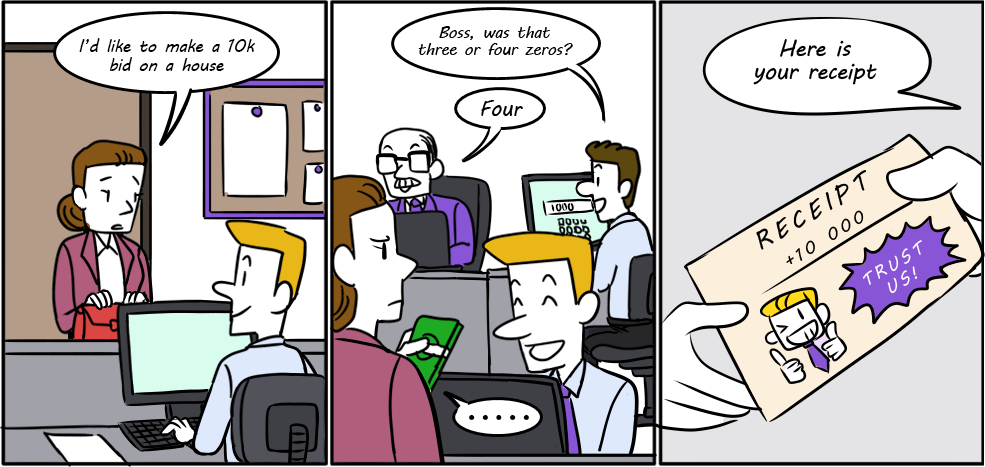 I'd like to make a 10k
bid on a house
Boss, was that
three or four zeros?
Four
1000
......
Here is
your receipt
RECEIPT
+10 000
TRUST
US!